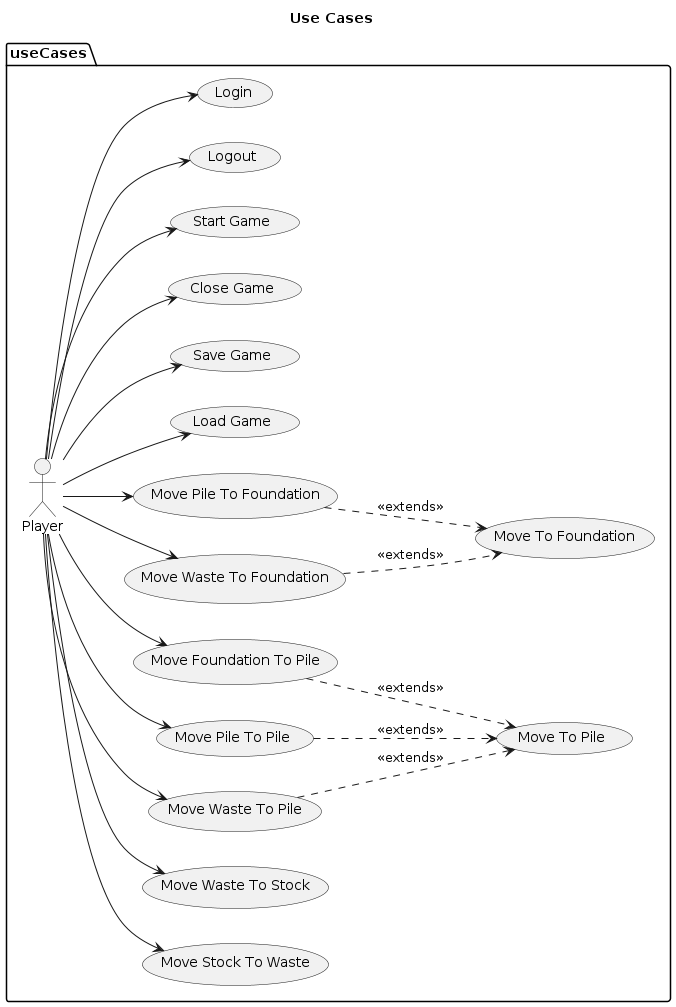 Use Cases
useCases
Login
Logout
Start Game
Close Game
Save Game
Load Game
Move Pile To Foundation
«extends»
Player
Move To Foundation
«extends»
Move Waste To Foundation
Move Foundation To Pile
«extends»
«extends»
Move Pile To Pile
Move To Pile
«extends»
Move Waste To Pile
Move Waste To Stock
Move Stock To Waste